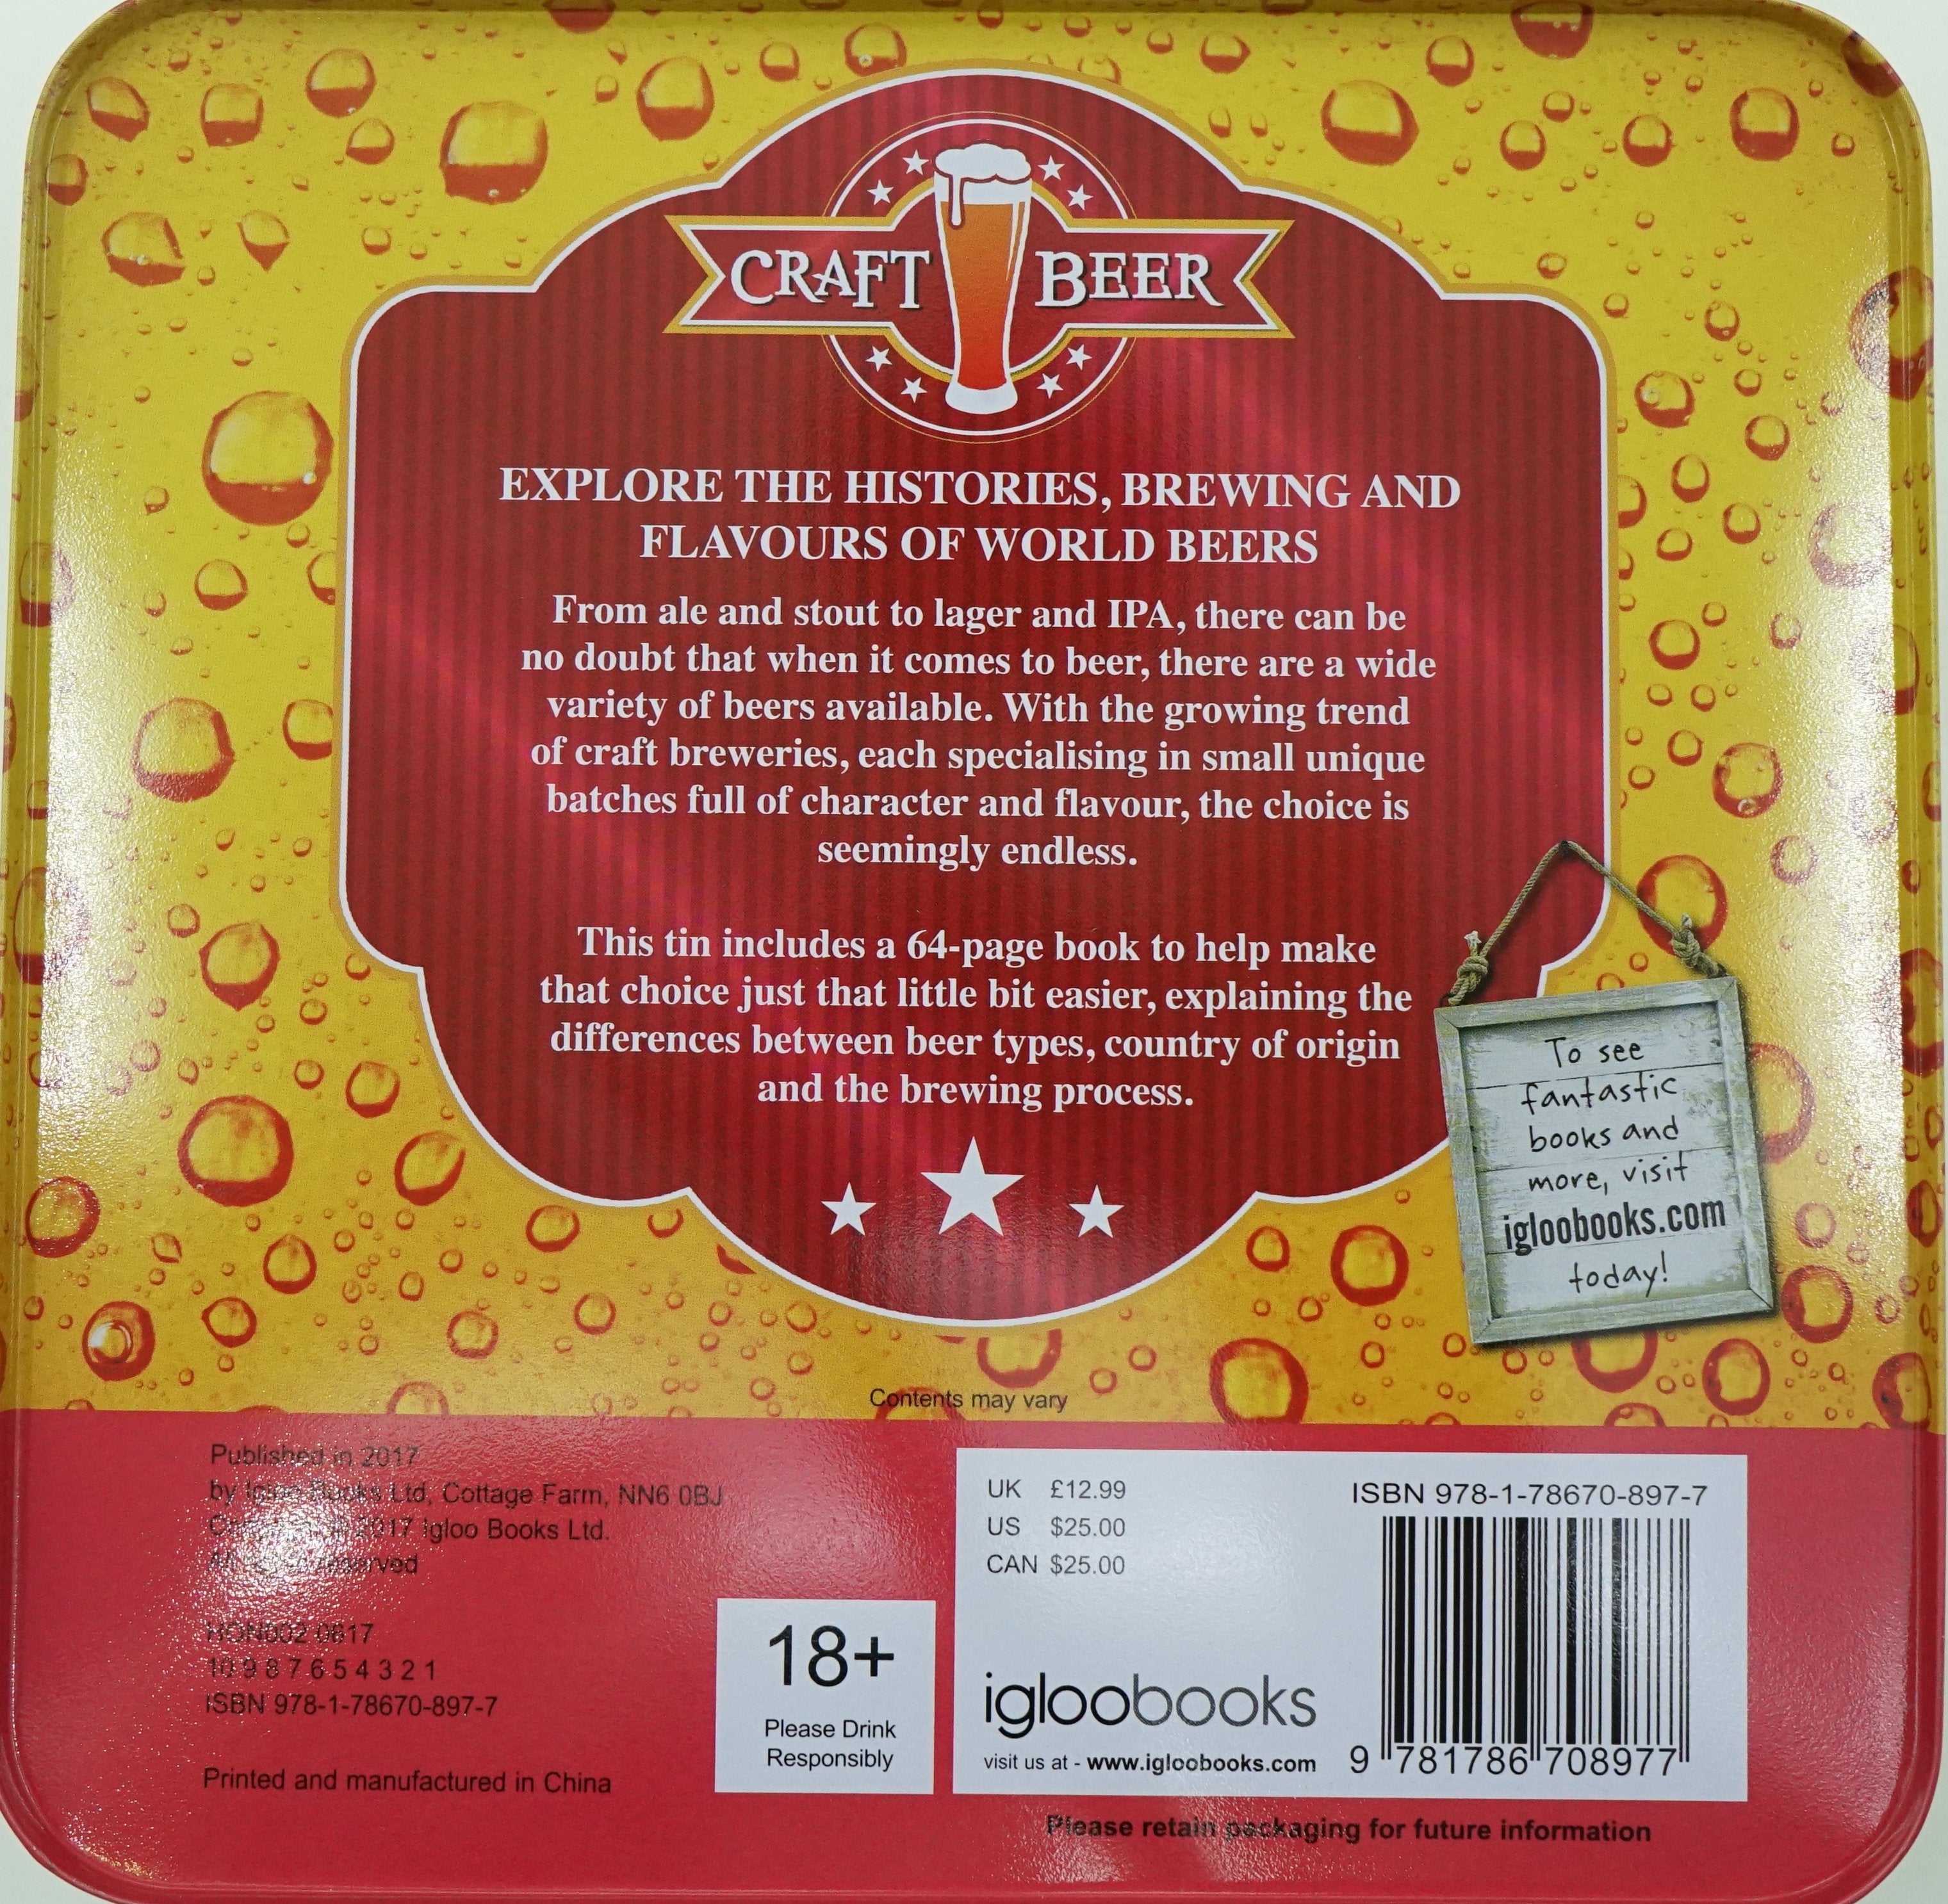 CRAFT BEER
EXPLORE THE HISTORIES, BREWING AND
FLAVOURS OF WORLD BEERS
From ale and stout to lager and IPA, there can be
no doubt that when it comes to beer, there are a wide
variety of beers available. With the growing trend
of craft breweries, each specialising in small unique
batches full of character and flavour, the choice is
seemingly endless.
This tin includes a 64-page book to help make
that choice just that little bit easier, explaining the
differences between beer types, country of origin
and the brewing process.
To see
fantastic
books and
more, visit
igloobooks.com
today!
Contents may vary
Published in 2017
by Igloo Books Ltd, Cottage Farm, NN6 0BJ
2017 Igloo Books Ltd.
reserved
HON002 0617
10 9 8 7 6 5 4 3 2 1
ISBN 978-1-78670-897-7
Printed and manufactured in China
18+
Please Drink
Responsibly
UK £12.99
US $25.00
CAN $25.00
igloobooks
visit us at - www.igloobooks.com
ISBN 978-1-78670-897-7
9 781786 708977
Please retain packaging for future information